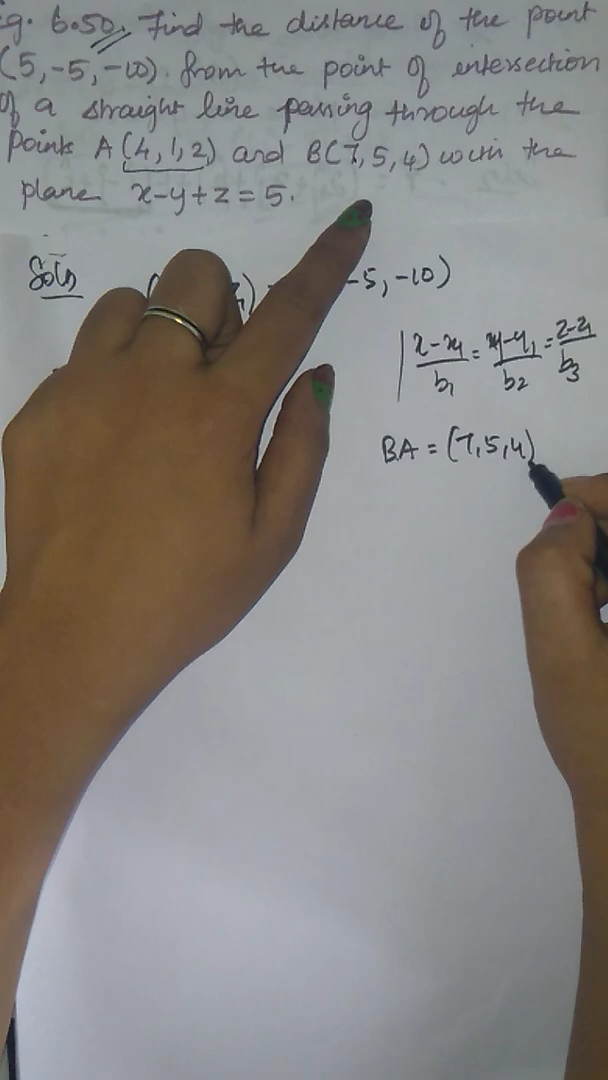 g. 6.50, Find the distance of the point
(5,-5,-10) from the point of intersection
of a straight line passing through the
points A(4,1,2) and B(7,5,4) with the
plane x-y+z=5.
Soln -5,-10)
x-x1/b1 = y-y1/b2 = z-z1/b3
BA = (7,5,4)